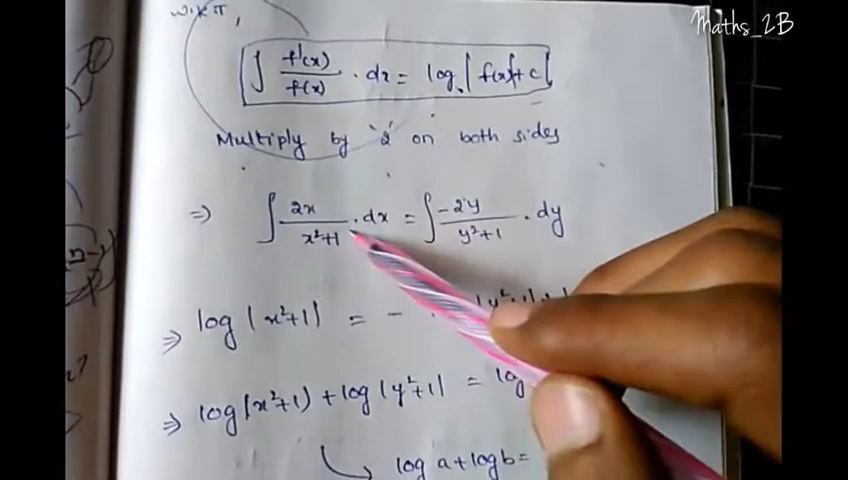 Maths_2B
w.k.T,
∫ f'(x)/f(x) · dx = log |f(x)|+c|
Multiply by '2' on both sides
⇒ ∫ 2x/x²+1 · dx = ∫ -2y/y²+1 · dy
⇒ log |x²+1| = -
⇒ log |x²+1) + log |y²+1| = log
log a + log b =